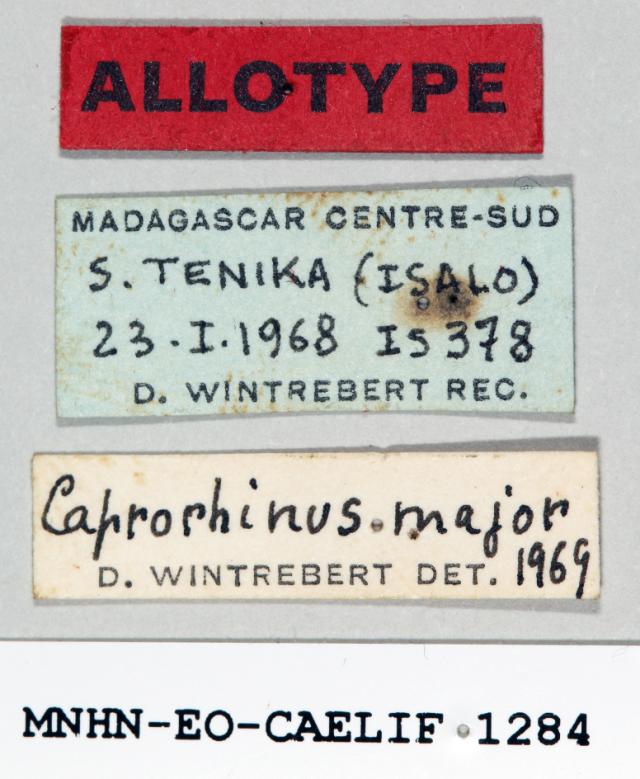 ALLOTYPE
MADAGASCAR CENTRE-SUD
S. TENIKA (ISALO)
23.I.1968 IS 378
D. WINTREBERT REC.
Caprorhinus major
D. WINTREBERT DET. 1969
MNHN-EO-CAELIF 1284